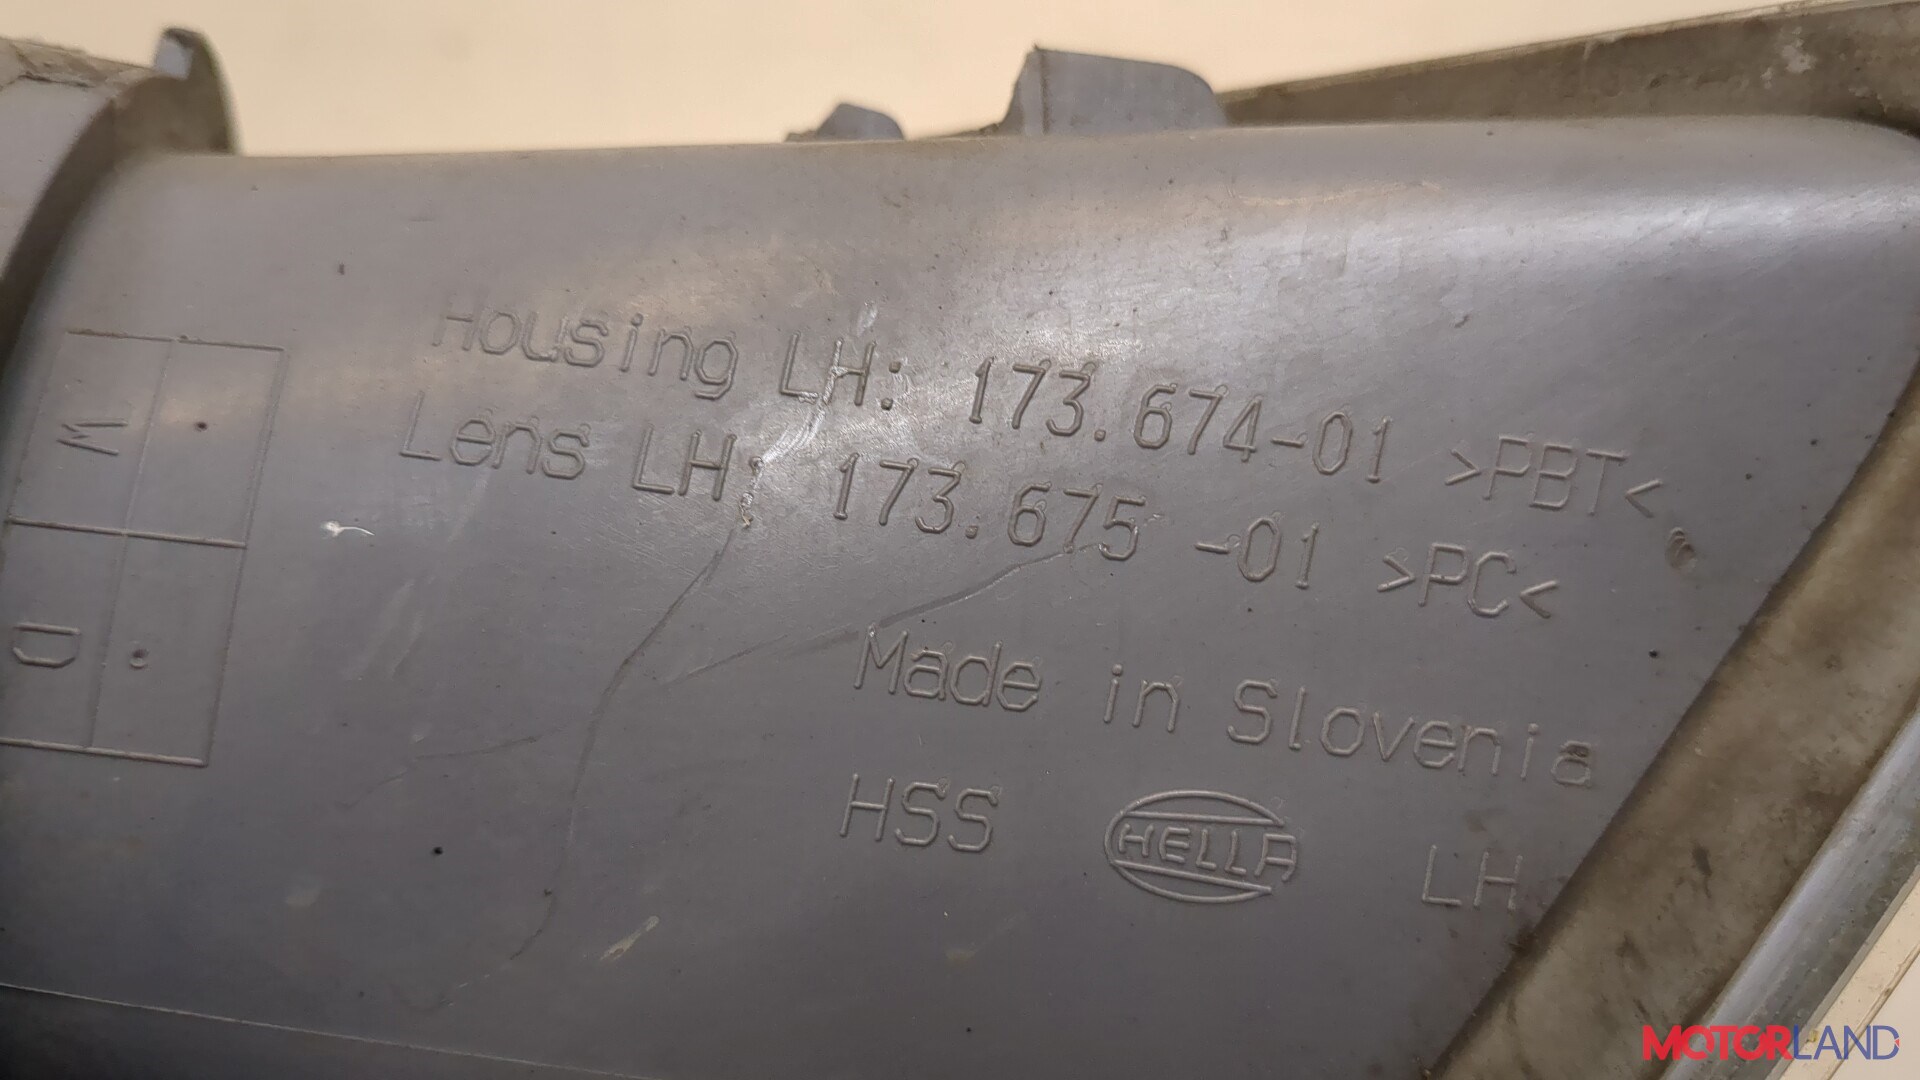 Housing LH: 173.674-01 >PBT<
Lens LH: 173.675 -01 >PC<
Made in Slovenia
HSS HELLA LH
M
D
MOTORLAND